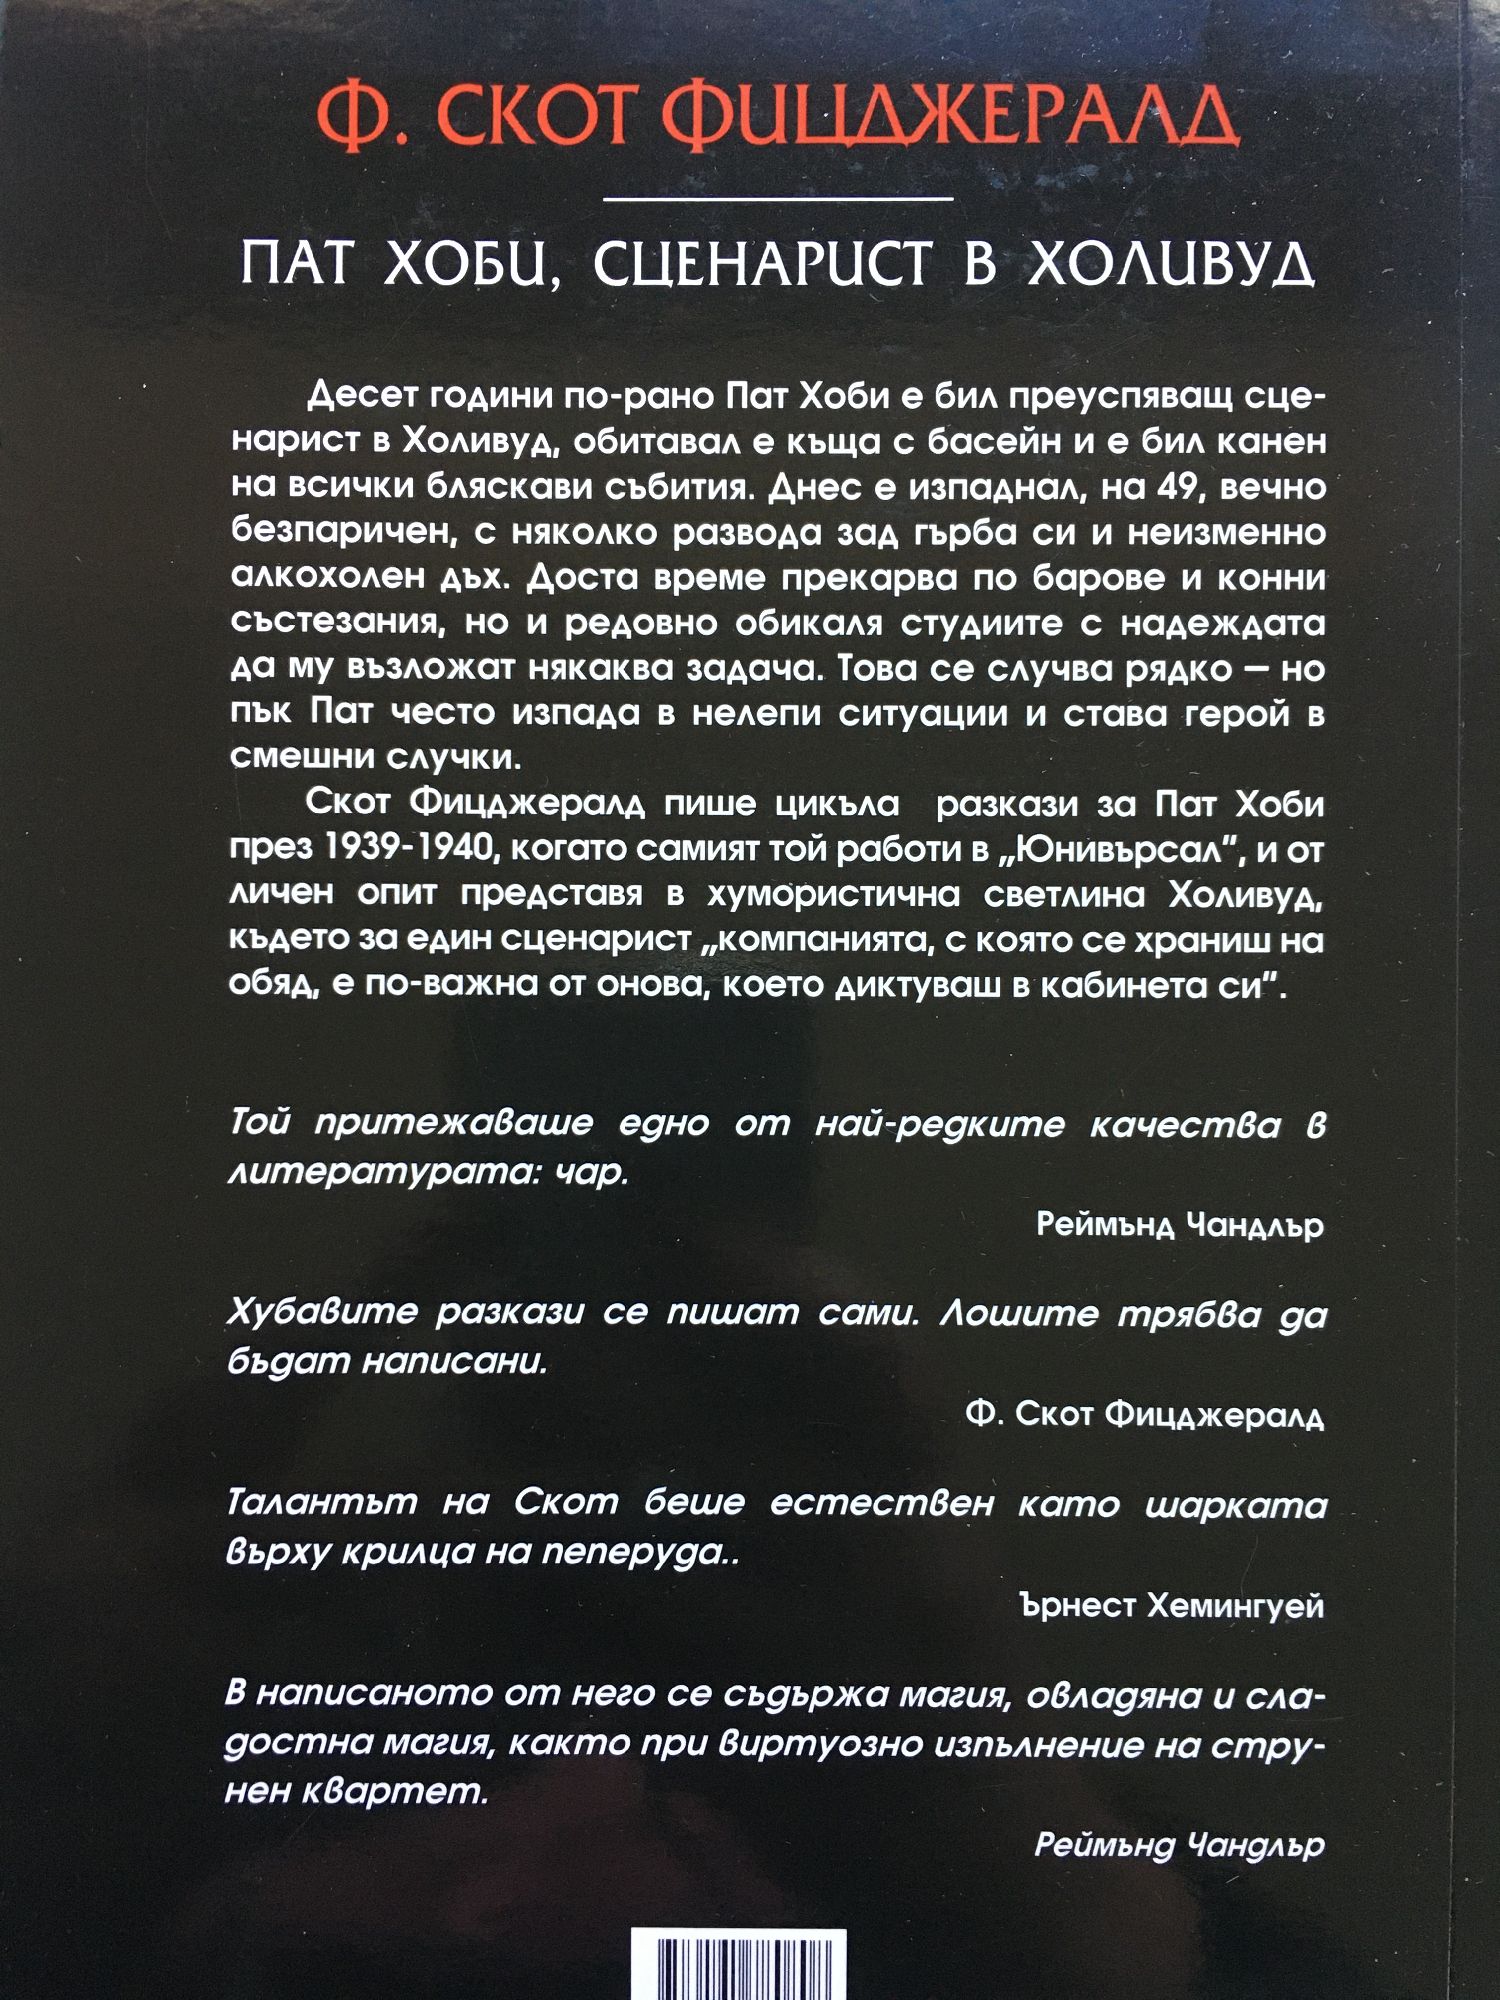 Ф. СКОТ ФИЦДЖЕРАЛД
ПАТ ХОБИ, СЦЕНАРИСТ В ХОЛИВУД
Десет години по-рано Пат Хоби е бил преуспяващ сце-
нарист в Холивуд, обитавал е къща с басейн и е бил канен
на всички бляскави събития. Днес е изпаднал, на 49, вечно
безпаричен, с няколко развода зад гърба си и неизменно
алкохолен дъх. Доста време прекарва по барове и конни
състезания, но и редовно обикаля студиите с надеждата
да му възложат някаква задача. Това се случва рядко – но
пък Пат често изпада в нелепи ситуации и става герой в
смешни случки.
Скот Фицджералд пише цикъла разкази за Пат Хоби
през 1939-1940, когато самият той работи в „Юнивърсал”, и от
личен опит представя в хумористична светлина Холивуд,
където за един сценарист „компанията, с която се храниш на
обяд, е по-важна от онова, което диктуваш в кабинета си”.
Той притежаваше едно от най-редките качества в
литературата: чар.
Реймънд Чандлър
Хубавите разкази се пишат сами. Лошите трябва да
бъдат написани.
Ф. Скот Фицджералд
Талантът на Скот беше естествен като шарката
върху крилца на пеперуда..
Ърнест Хемингуей
В написаното от него се съдържа магия, овладяна и сла-
достна магия, както при виртуозно изпълнение на стру-
нен квартет.
Реймънд Чандлър